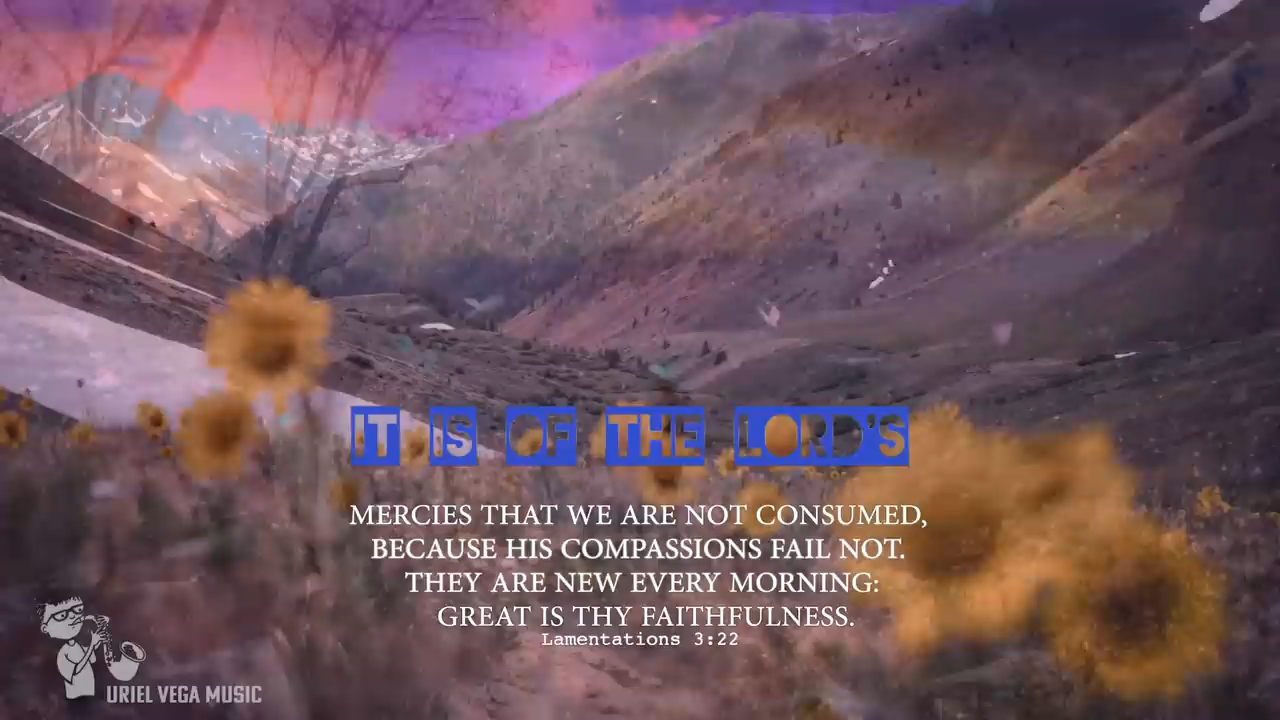 IT IS OF THE LORD'S
MERCIES THAT WE ARE NOT CONSUMED,
BECAUSE HIS COMPASSIONS FAIL NOT.
THEY ARE NEW EVERY MORNING:
GREAT IS THY FAITHFULNESS.
Lamentations 3:22
URIEL VEGA MUSIC